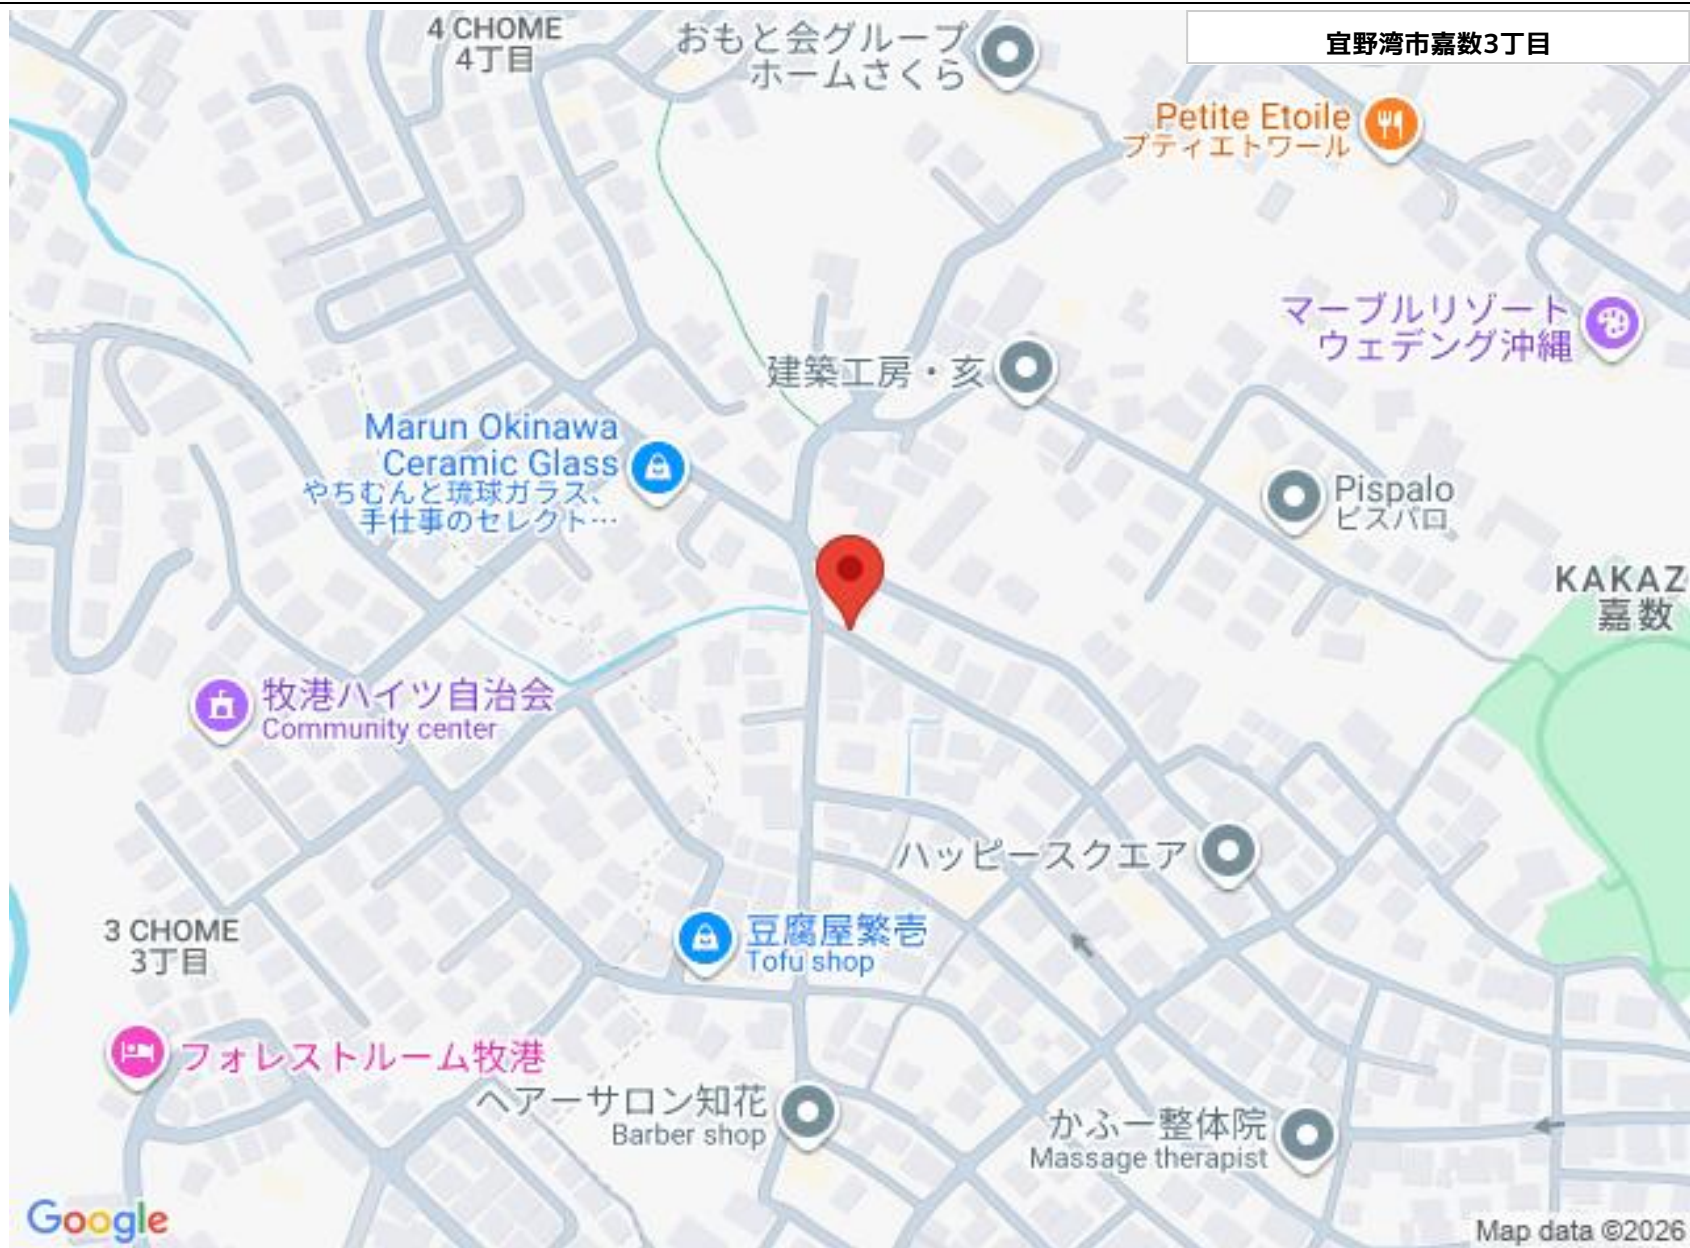 4 CHOME
4丁目
おもと会グループ
ホームさくら
宜野湾市嘉数3丁目
Petite Etoile
プティエトワール
マーブルリゾート
ウェデング沖縄
建築工房・亥
Marun Okinawa
Ceramic Glass
やちむんと琉球ガラス、
手仕事のセレクト…
Pispalo
ピスパロ
KAKAZ
嘉数
牧港ハイツ自治会
Community center
ハッピースクエア
3 CHOME
3丁目
豆腐屋繁壱
Tofu shop
フォレストルーム牧港
ヘアーサロン知花
Barber shop
かふー整体院
Massage therapist
Google
Map data ©2026